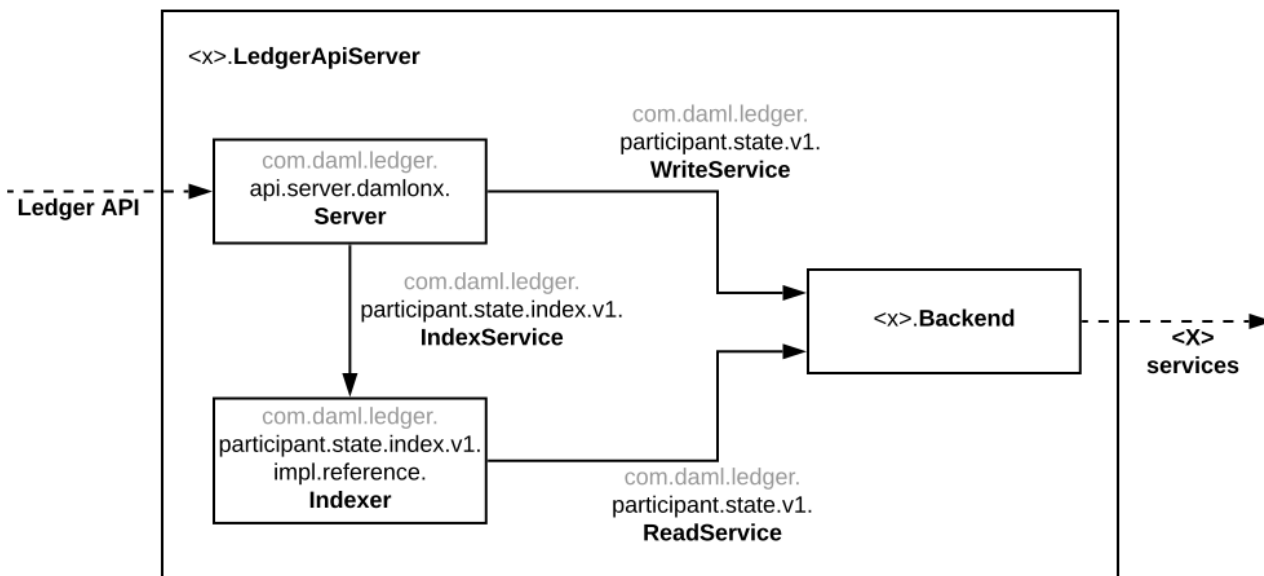 <x>.LedgerApiServer
com.daml.ledger.
participant.state.v1.
WriteService
com.daml.ledger.
api.server.damlonx.
Server
Ledger API
com.daml.ledger.
participant.state.index.v1.
IndexService
<x>.Backend
<X>
services
com.daml.ledger.
participant.state.index.v1.
impl.reference.
Indexer
com.daml.ledger.
participant.state.v1.
ReadService